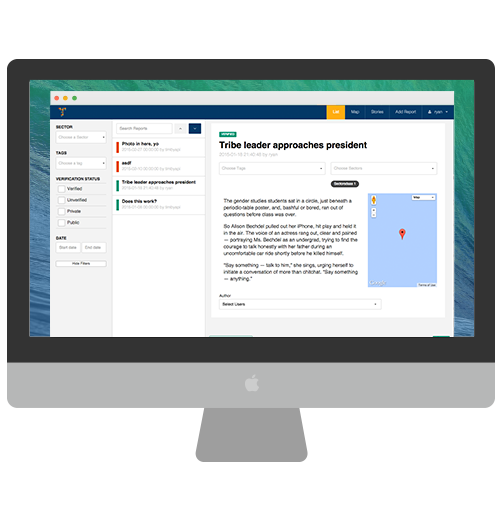 List
Map
Stories
Add Report
ryan
SECTOR
Choose a Sector
TAGS
Choose a tag
VERIFICATION STATUS
Verified
Unverified
Private
Public
DATE
Start date
End date
Hide Filters
Search Reports
Photo in here, yo
asdf
Tribe leader approaches president
Does this work?
VERIFIED
Tribe leader approaches president
Choose Tags
Choose Sectors
The gender studies students sat in a circle, just beneath a
periodic-table poster, and, bashful or bored, ran out of
questions before class was over.
So Alison Bechdel pulled out her iPhone, hit play and held it
in the air. The voice of an actress rang out, clear and pained
— portraying Ms. Bechdel as an undergrad, trying to find the
courage to talk honestly with her father during an
uncomfortable car ride shortly before he killed himself.
"Say something — talk to him," she sings, urging herself to
initiate a conversation of more than chitchat. "Say something
— anything."
Map
Google
Terms of Use
Author
Select Users